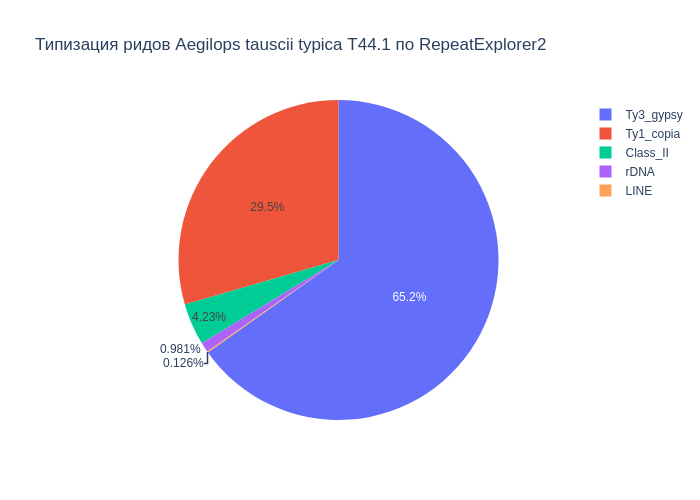 Типизация ридов Aegilops tauscii typica T44.1 по RepeatExplorer2
Ty3_gypsy
Ty1_copia
Class_II
rDNA
LINE
29.5%
65.2%
4.23%
0.981%
0.126%